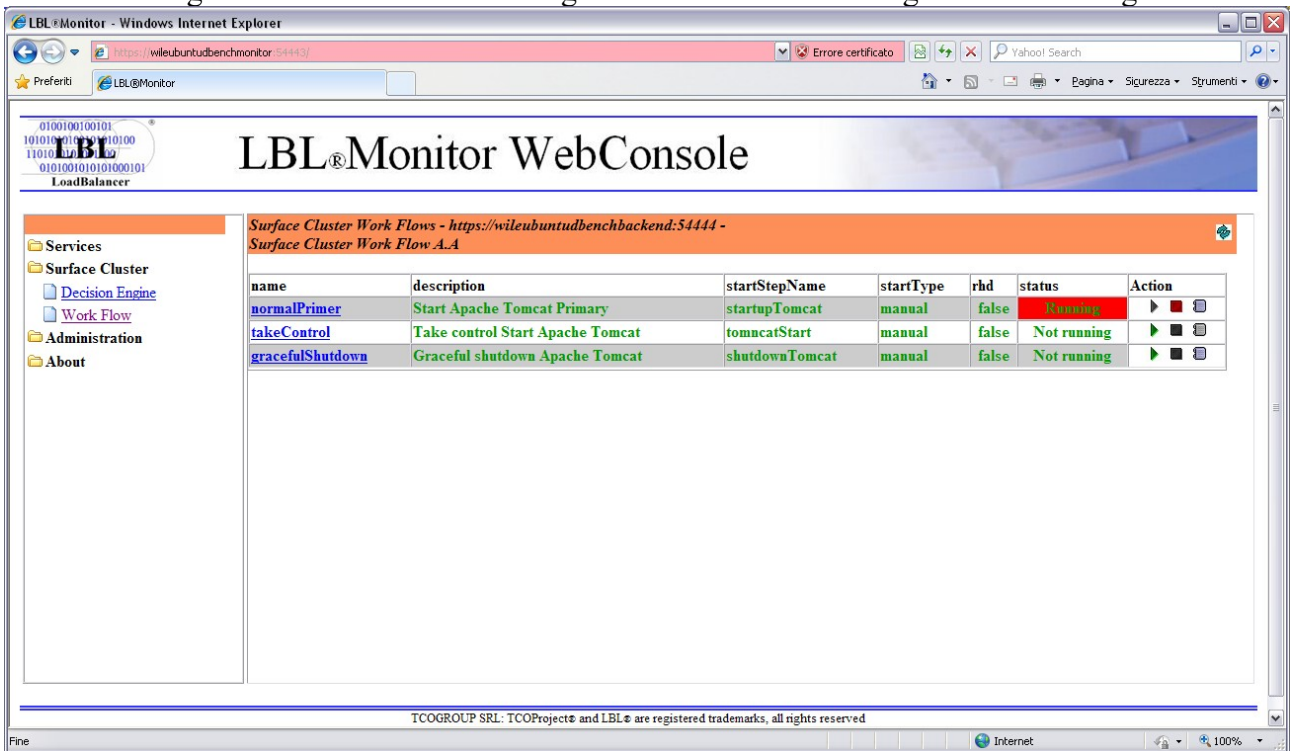 LBL®Monitor - Windows Internet Explorer
https://wileubuntudbenchmonitor:54443/
Errore certificato
Yahoo! Search
Preferiti
LBL®Monitor
Pagina
Sicurezza
Strumenti
LBL
LoadBalancer
®
LBL®Monitor WebConsole
Services
Surface Cluster
Decision Engine
Work Flow
Administration
About
Surface Cluster Work Flows - https://wileubuntudbenchbackend:54444 -
Surface Cluster Work Flow A.A
name description startStepName startType rhd status Action
normalPrimer Start Apache Tomcat Primary startupTomcat manual false Running
takeControl Take control Start Apache Tomcat tomncatStart manual false Not running
gracefulShutdown Graceful shutdown Apache Tomcat shutdownTomcat manual false Not running
TCOGROUP SRL: TCOProject® and LBL® are registered trademarks, all rights reserved
Fine
Internet
100%